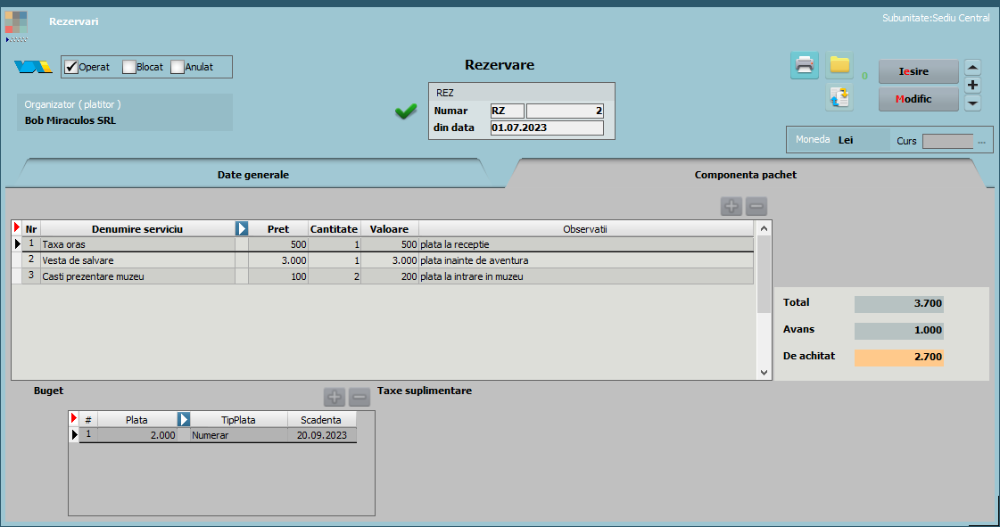 Rezervari
Subunitate:Sediu Central
Operat Blocat Anulat
Rezervare
0
Iesire
Modific
Organizator ( platitor )
Bob Miraculos SRL
REZ
Numar RZ 2
din data 01.07.2023
Moneda Lei Curs ...
Date generale
Componenta pachet
Nr Denumire serviciu Pret Cantitate Valoare Observatii
1 Taxa oras 500 1 500 plata la receptie
2 Vesta de salvare 3.000 1 3.000 plata inainte de aventura
3 Casti prezentare muzeu 100 2 200 plata la intrare in muzeu
Total 3.700
Avans 1.000
De achitat 2.700
Buget
Taxe suplimentare
# Plata TipPlata Scadenta
1 2.000 Numerar 20.09.2023